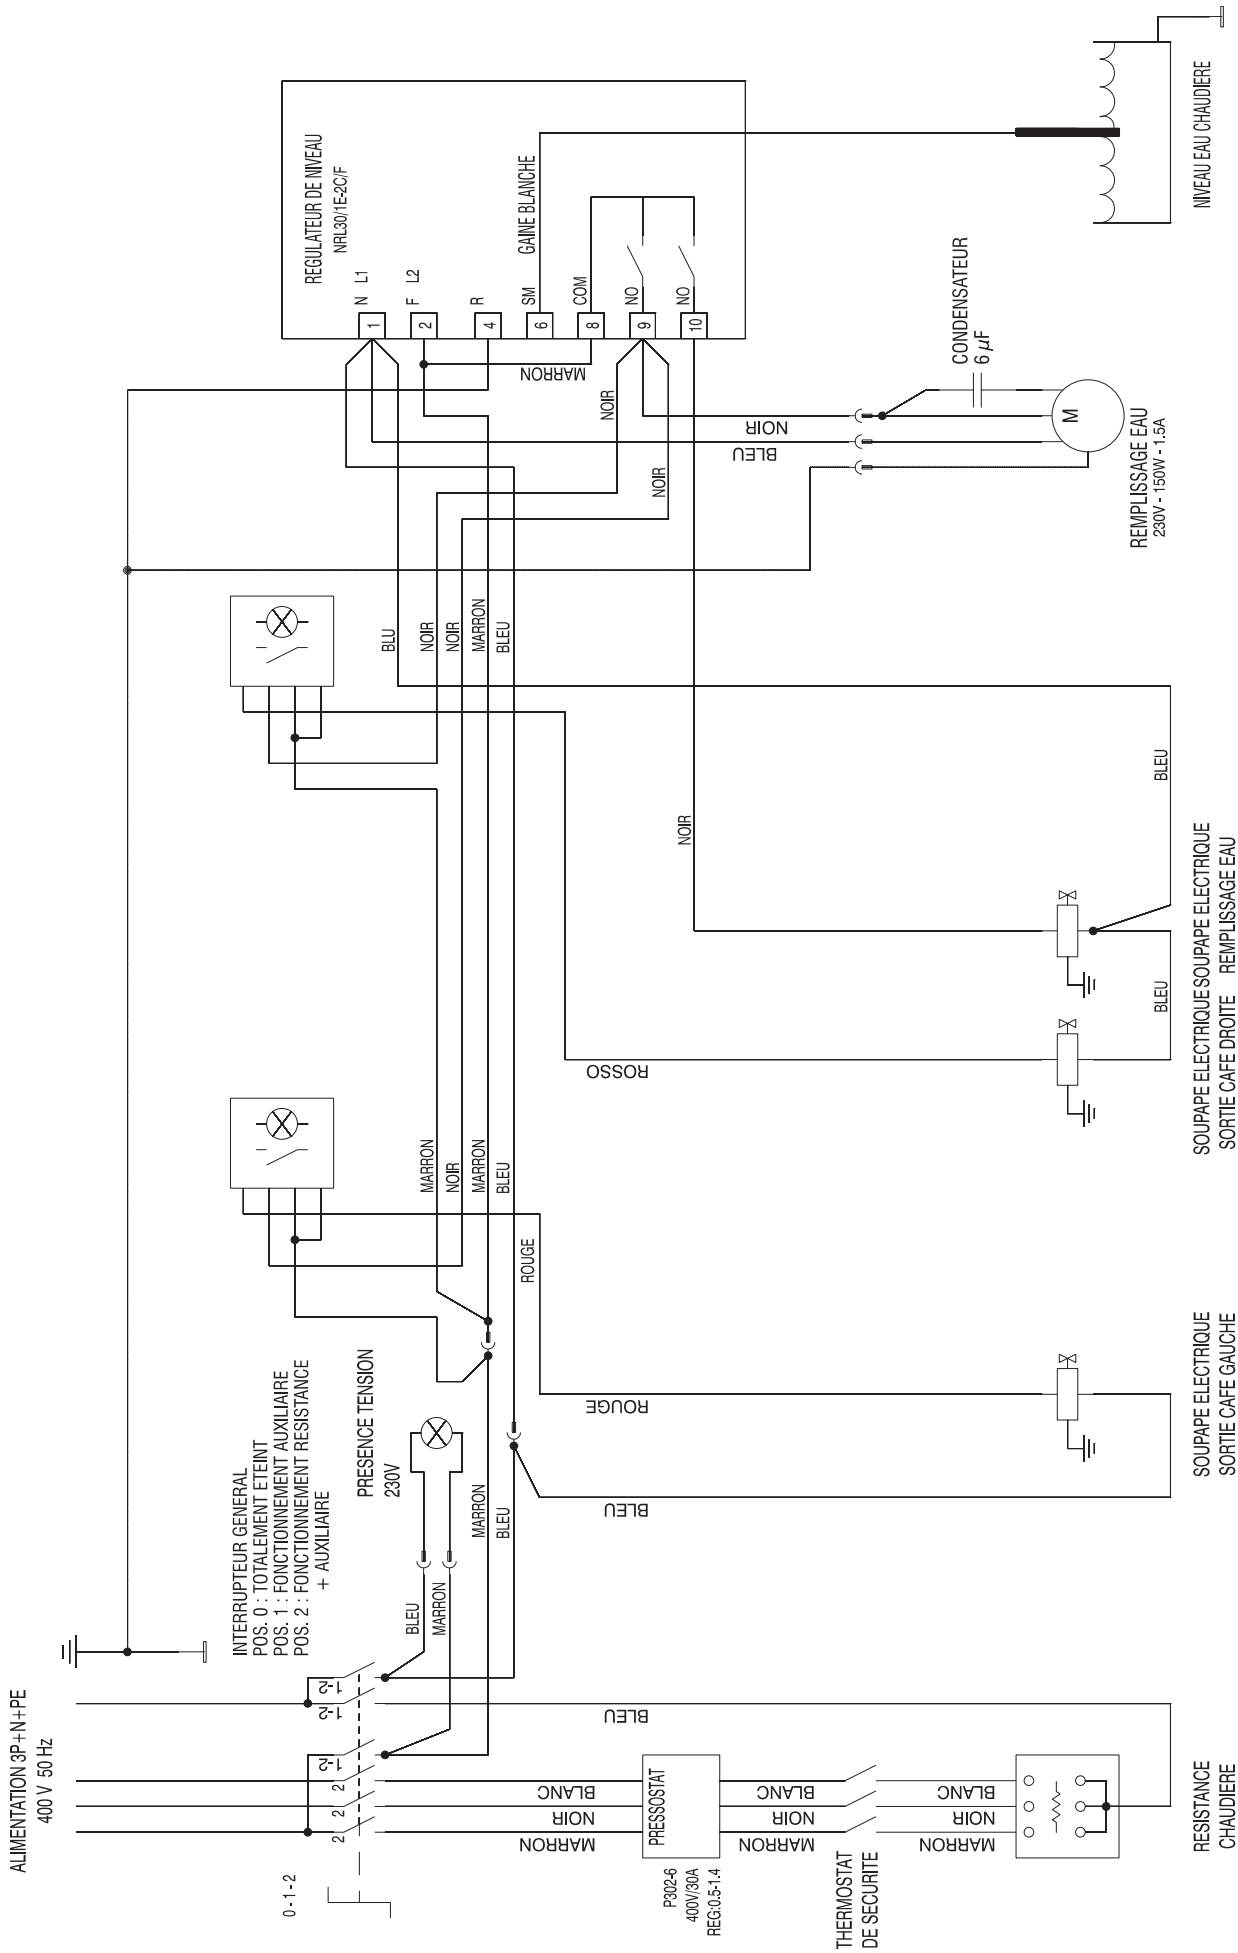 ALIMENTATION 3P+N+PE
400 V 50 Hz
0 - 1 - 2
INTERRUPTEUR GENERAL
POS. 0 : TOTALEMENT ETEINT
POS. 1 : FONCTIONNEMENT AUXILIAIRE
POS. 2 : FONCTIONNEMENT RESISTANCE
+ AUXILIAIRE
2
2
2
1-2
1-2
1-2
PRESENCE TENSION
230V
BLEU
MARRON
MARRON
BLEU
MARRON
NOIR
BLANC
BLEU
PRESSOSTAT
P302-6
400V/30A
REG:0.5-1.4
MARRON
NOIR
BLANC
THERMOSTAT
DE SECURITE
MARRON
NOIR
BLANC
RESISTANCE
CHAUDIERE
BLEU
ROUGE
ROUGE
SOUPAPE ELECTRIQUE
SORTIE CAFE GAUCHE
MARRON
NOIR
MARRON
BLEU
ROSSO
SOUPAPE ELECTRIQUE
SORTIE CAFE DROITE
SOUPAPE ELECTRIQUE
REMPLISSAGE EAU
BLEU
BLEU
NOIR
BLU
NOIR
NOIR
MARRON
BLEU
NOIR
NOIR
MARRON
BLEU
NOIR
REGULATEUR DE NIVEAU
NRL30/1E-2C/F
N L1
F L2
R
SM
COM
NO
NO
1
2
4
6
8
9
10
GAINE BLANCHE
CONDENSATEUR
6 µF
M
REMPLISSAGE EAU
230V - 150W - 1.5A
NIVEAU EAU CHAUDIERE